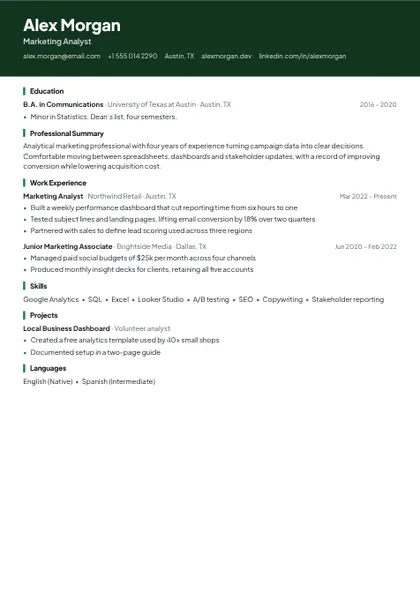 Alex Morgan
Marketing Analyst
alex.morgan@email.com +1 555 014 2290 Austin, TX alexmorgan.dev linkedin.com/in/alexmorgan
Education
B.A. in Communications · University of Texas at Austin · Austin, TX 2016 - 2020
• Minor in Statistics. Dean's list, four semesters.
Professional Summary
Analytical marketing professional with four years of experience turning campaign data into clear decisions.
Comfortable moving between spreadsheets, dashboards and stakeholder updates, with a record of improving
conversion while lowering acquisition cost.
Work Experience
Marketing Analyst · Northwind Retail · Austin, TX Mar 2022 - Present
• Built a weekly performance dashboard that cut reporting time from six hours to one
• Tested subject lines and landing pages, lifting email conversion by 18% over two quarters
• Partnered with sales to define lead scoring used across three regions
Junior Marketing Associate · Brightside Media · Dallas, TX Jun 2020 - Feb 2022
• Managed paid social budgets of $25k per month across four channels
• Produced monthly insight decks for clients, retaining all five accounts
Skills
Google Analytics • SQL • Excel • Looker Studio • A/B testing • SEO • Copywriting • Stakeholder reporting
Projects
Local Business Dashboard · Volunteer analyst
• Created a free analytics template used by 40+ small shops
• Documented setup in a two-page guide
Languages
English (Native) • Spanish (Intermediate)